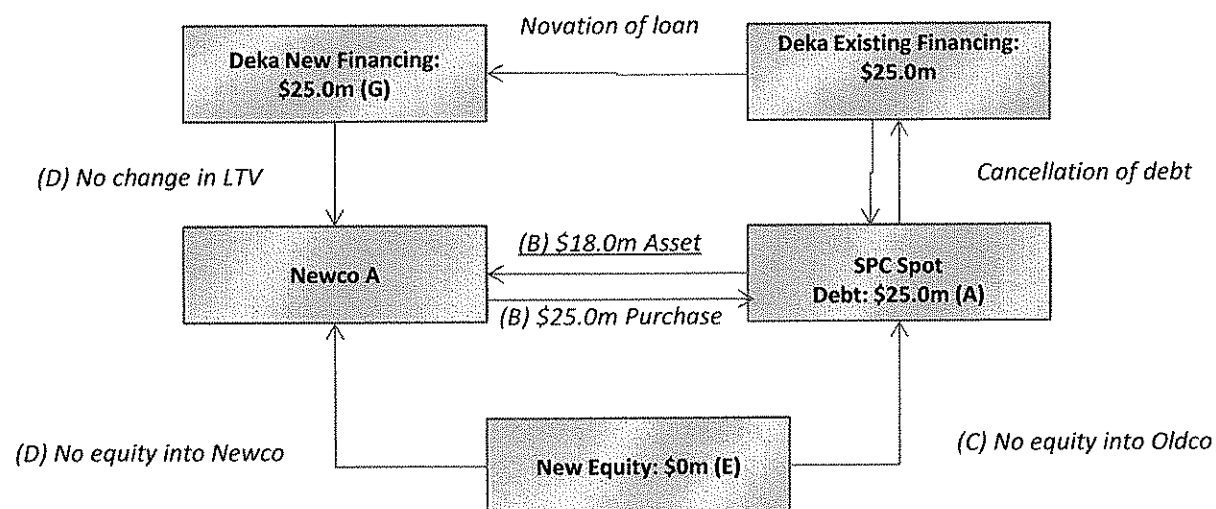 Novation of loan
Deka New Financing:
$25.0m (G)
Deka Existing Financing:
$25.0m
(D) No change in LTV
Cancellation of debt
(B) $18.0m Asset
Newco A
SPC Spot
Debt: $25.0m (A)
(B) $25.0m Purchase
(D) No equity into Newco
(C) No equity into Oldco
New Equity: $0m (E)